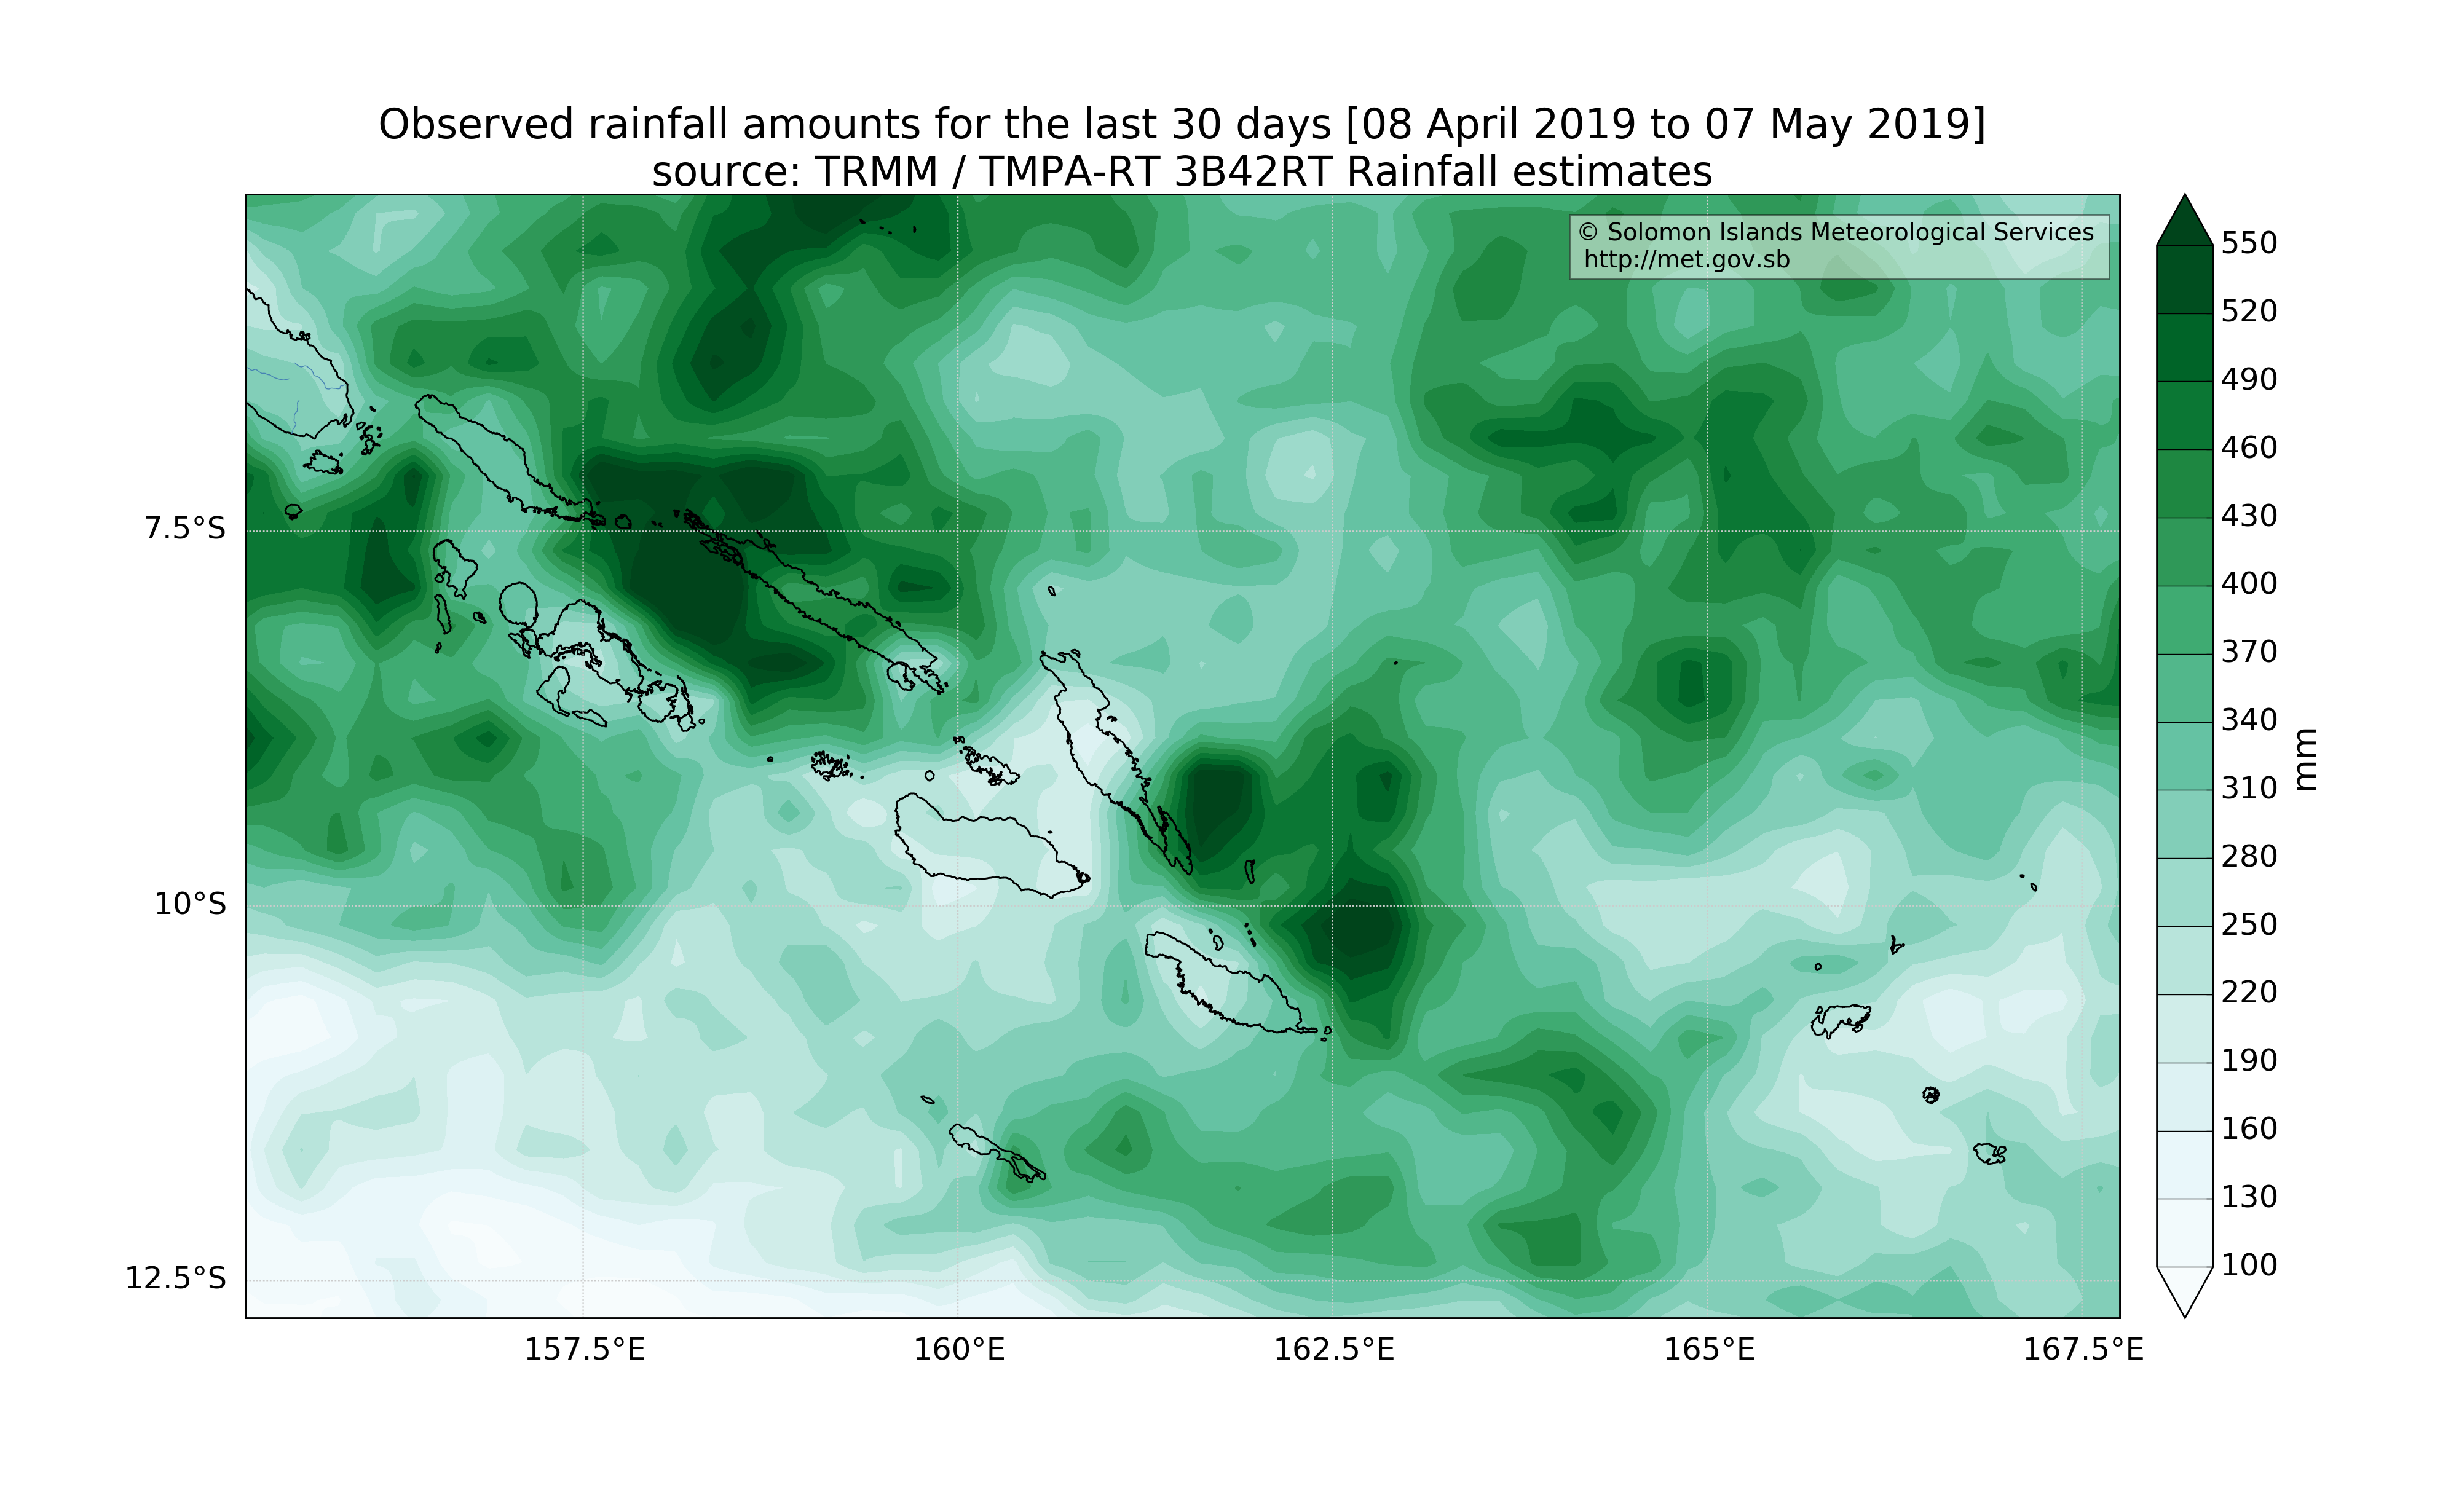 Observed rainfall amounts for the last 30 days [08 April 2019 to 07 May 2019]
source: TRMM / TMPA-RT 3B42RT Rainfall estimates
© Solomon Islands Meteorological Services
http://met.gov.sb
7.5°S
10°S
12.5°S
157.5°E
160°E
162.5°E
165°E
167.5°E
550
520
490
460
430
400
370
340
310
280
250
220
190
160
130
100
mm